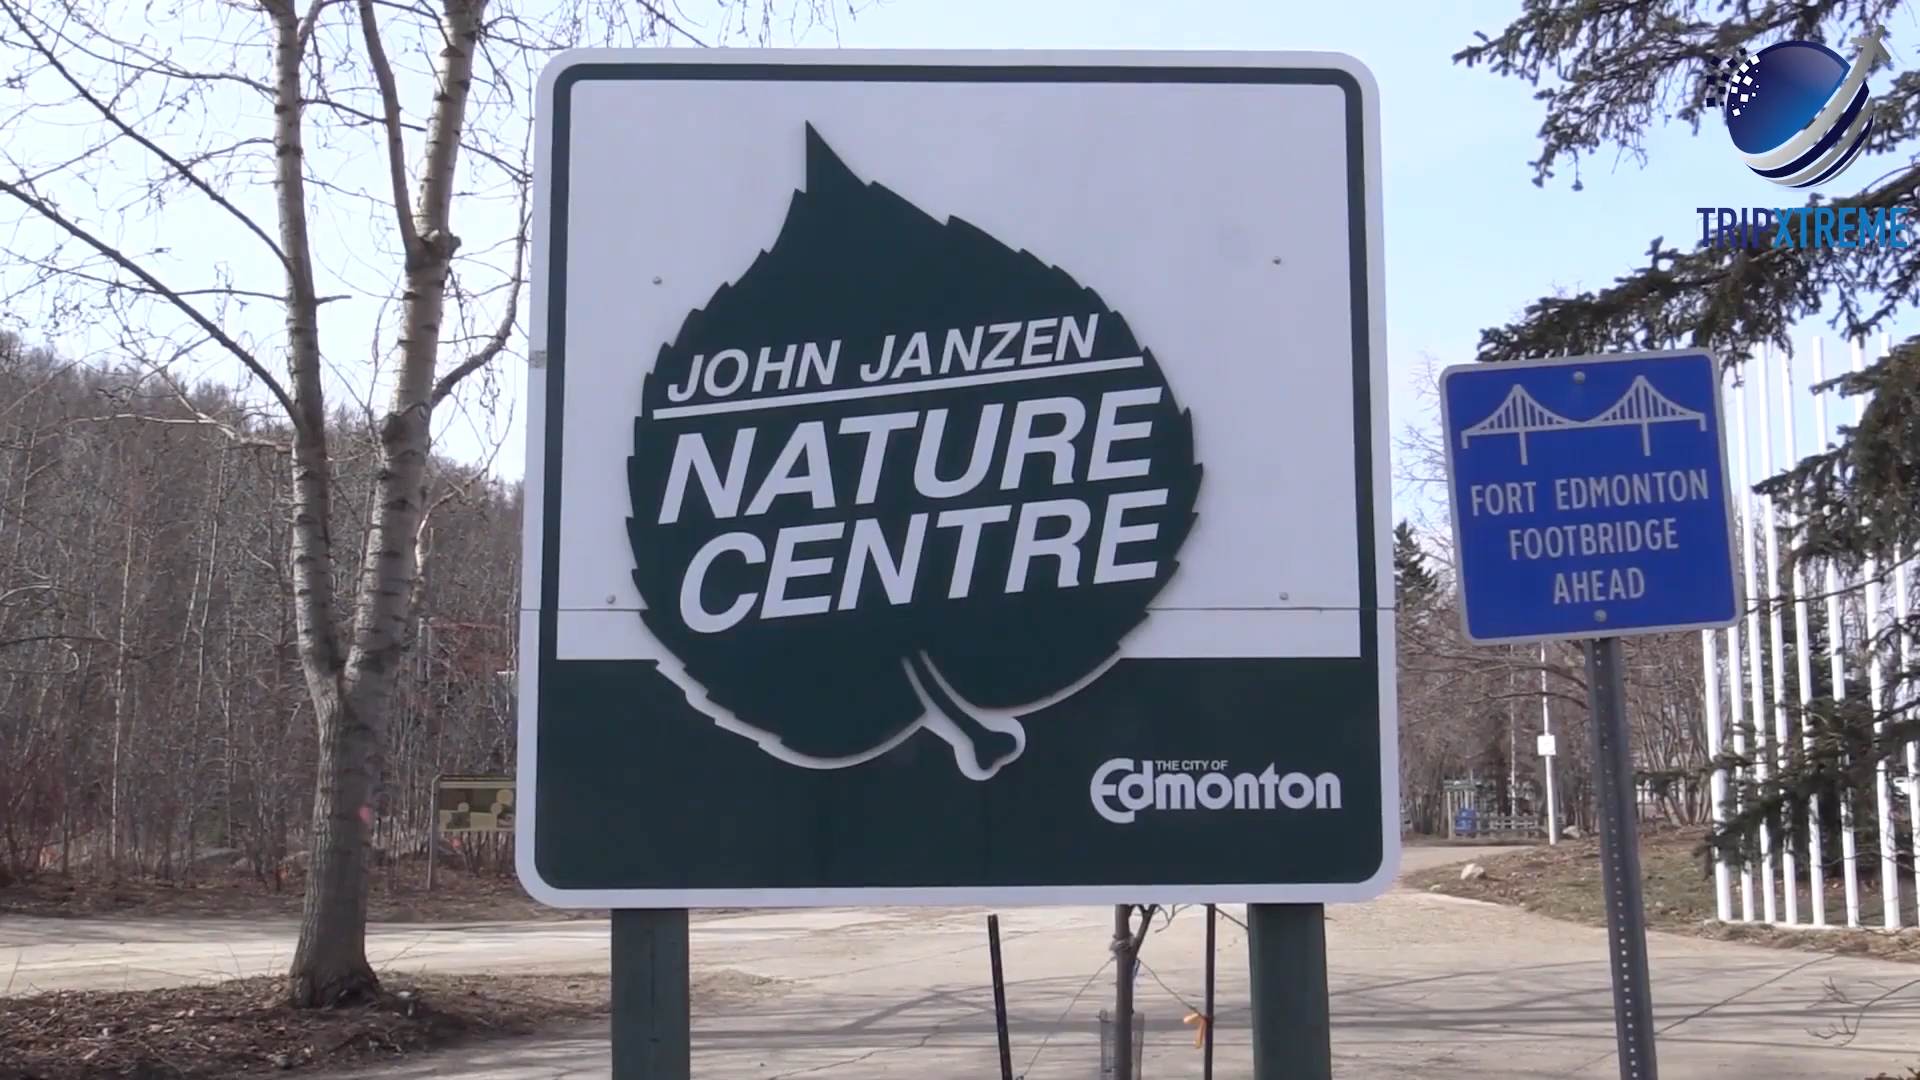 JOHN JANZEN
NATURE
CENTRE
THE CITY OF
Edmonton
FORT EDMONTON
FOOTBRIDGE
AHEAD
TRIPXTREME